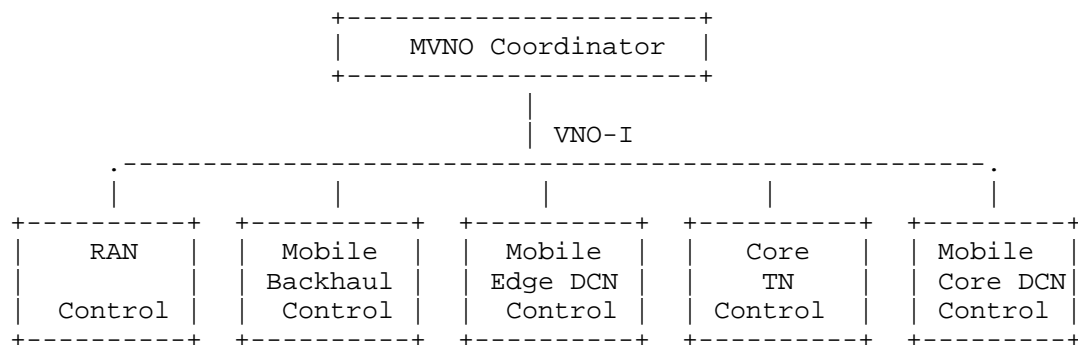 MVNO Coordinator
VNO-I
RAN Mobile Mobile Core Mobile
Backhaul Edge DCN TN Core DCN
Control Control Control Control Control